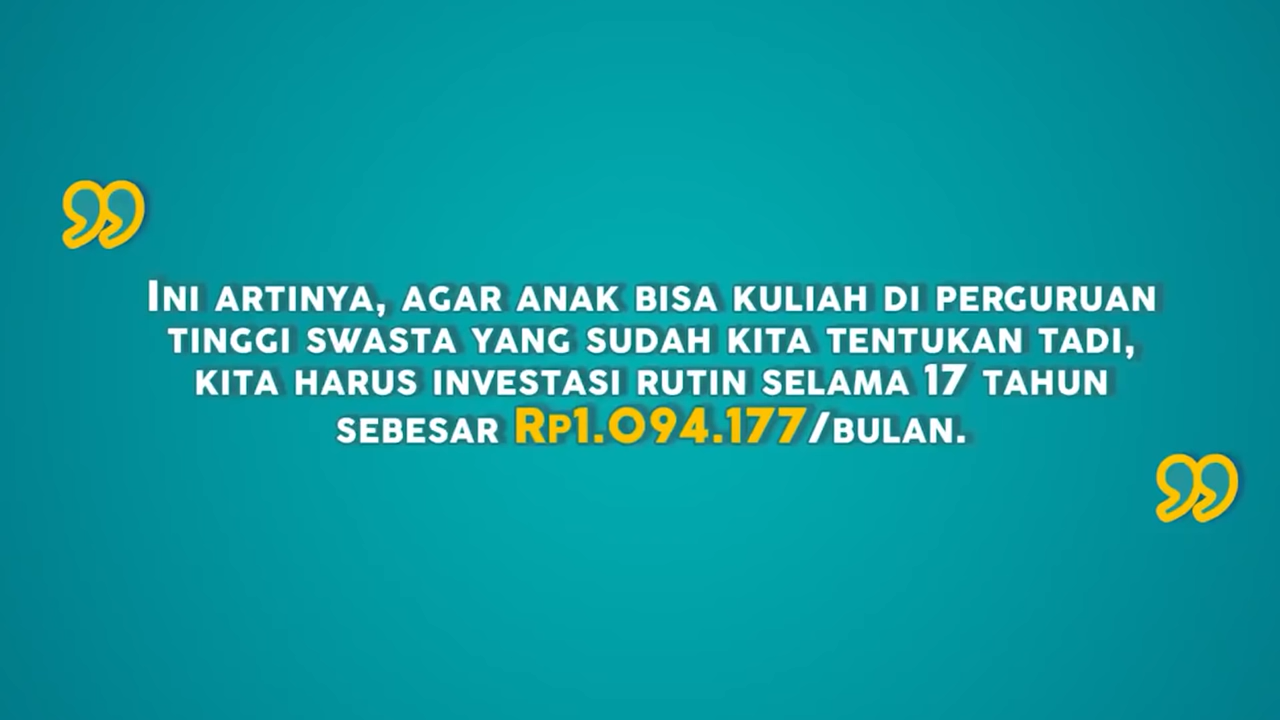 Ini artinya, agar anak bisa kuliah di perguruan
tinggi swasta yang sudah kita tentukan tadi,
kita harus investasi rutin selama 17 tahun
sebesar Rp1.094.177/bulan.